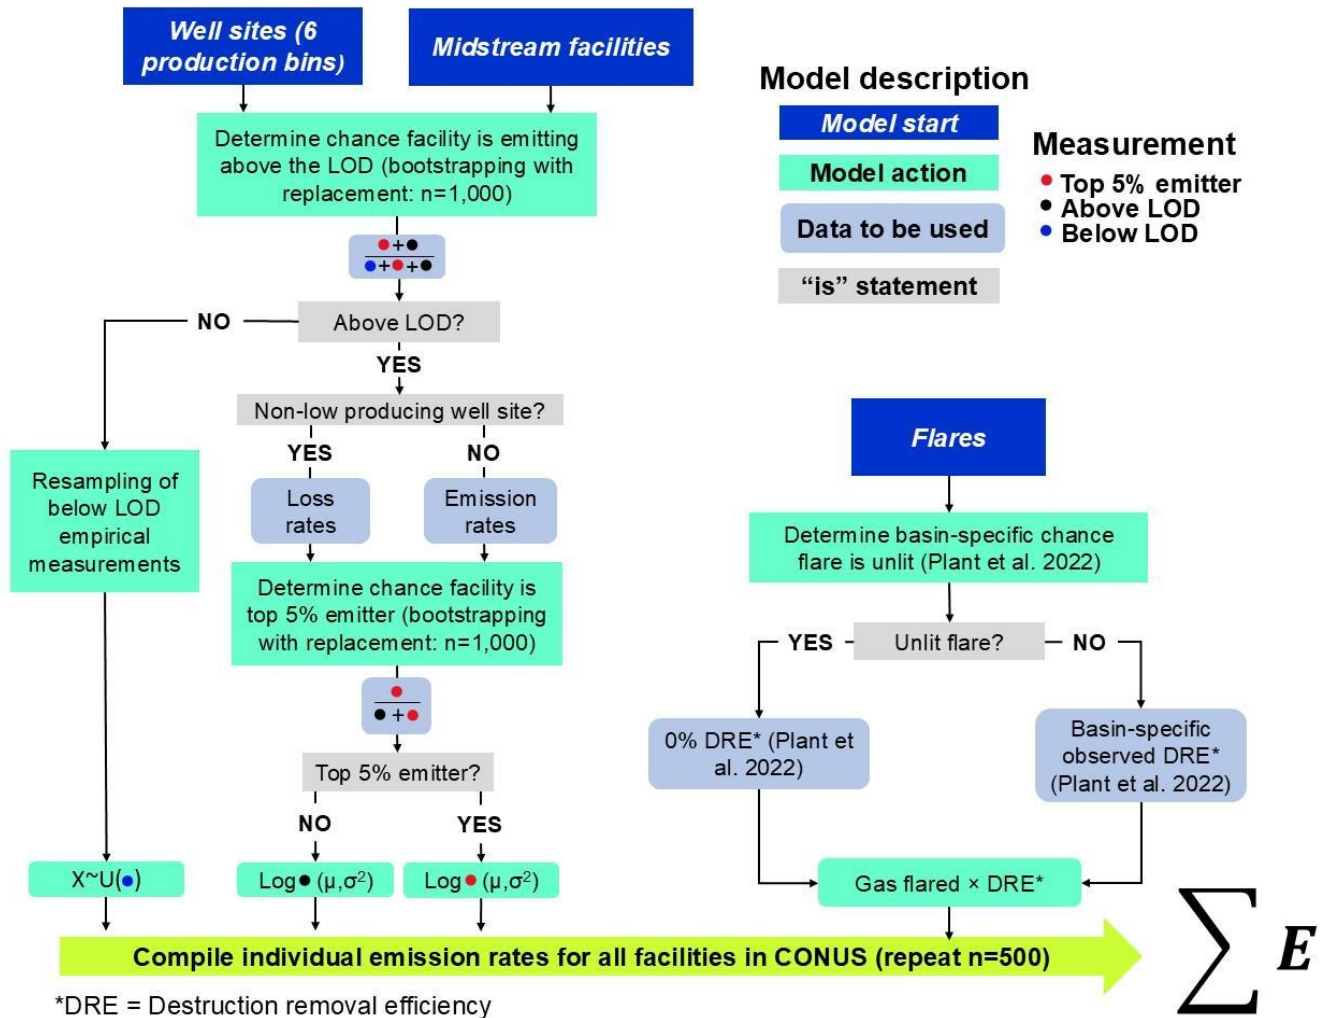 Well sites (6
production bins)
Midstream facilities
Determine chance facility is emitting
above the LOD (bootstrapping with
replacement: n=1,000)
●+●
●+●+●
Above LOD?
NO
YES
Non-low producing well site?
YES
NO
Resampling of
below LOD
empirical
measurements
Loss
rates
Emission
rates
Determine chance facility is
top 5% emitter (bootstrapping
with replacement: n=1,000)
●
●+●
Top 5% emitter?
NO
YES
X~U(●)
Log●(μ,σ²)
Log●(μ,σ²)
Model description
Model start
Model action
Data to be used
“is” statement
Measurement
● Top 5% emitter
● Above LOD
● Below LOD
Flares
Determine basin-specific chance
flare is unlit (Plant et al. 2022)
Unlit flare?
YES
NO
0% DRE* (Plant et
al. 2022)
Basin-specific
observed DRE*
(Plant et al. 2022)
Gas flared × DRE*
Compile individual emission rates for all facilities in CONUS (repeat n=500)
∑ E
*DRE = Destruction removal efficiency